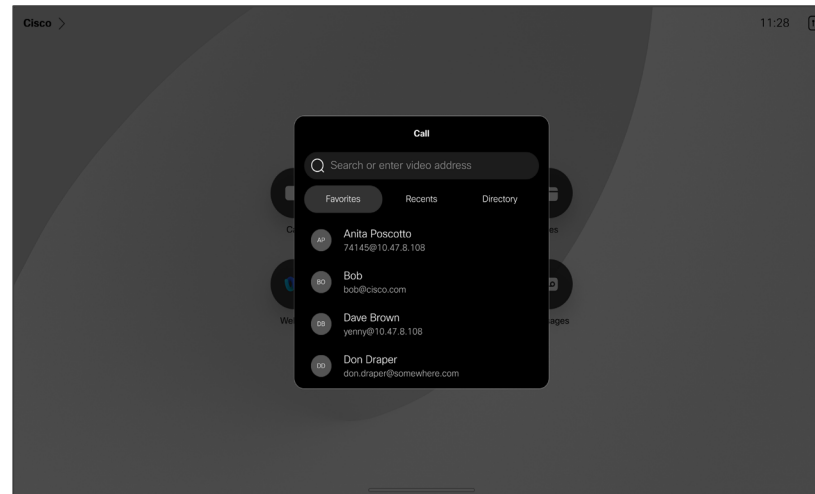 Cisco
11:28
Call
Search or enter video address
Favorites
Recents
Directory
AP
Anita Poscotto
74145@10.47.8.108
BO
Bob
bob@cisco.com
DB
Dave Brown
yenny@10.47.8.108
DD
Don Draper
don.draper@somewhere.com